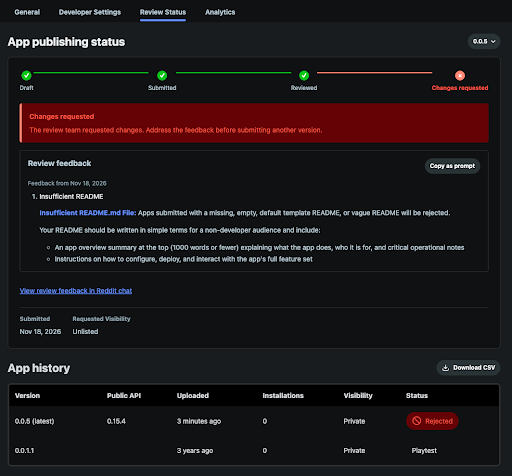 General Developer Settings Review Status Analytics
App publishing status 0.0.5
Draft Submitted Reviewed Changes requested
Changes requested
The review team requested changes. Address the feedback before submitting another version.
Review feedback Copy as prompt
Feedback from Nov 18, 2026
1. Insufficient README
Insufficient README.md File: Apps submitted with a missing, empty, default template README, or vague README will be rejected.
Your README should be written in simple terms for a non-developer audience and include:
An app overview summary at the top (1000 words or fewer) explaining what the app does, who it is for, and critical operational notes
Instructions on how to configure, deploy, and interact with the app's full feature set
View review feedback in Reddit chat
Submitted Requested Visibility
Nov 18, 2026 Unlisted
App history Download CSV
Version Public API Uploaded Installations Visibility Status
0.0.5 (latest) 0.15.4 3 minutes ago 0 Private Rejected
0.0.1.1 3 years ago 0 Private Playtest